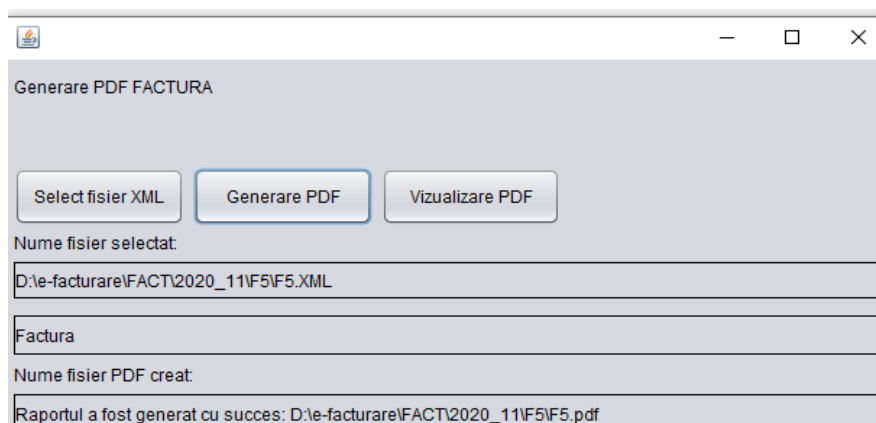 Generare PDF FACTURA
Select fisier XML Generare PDF Vizualizare PDF
Nume fisier selectat:
D:\e-facturare\FACT\2020_11\F5\F5.XML
Factura
Nume fisier PDF creat:
Raportul a fost generat cu succes: D:\e-facturare\FACT\2020_11\F5\F5.pdf